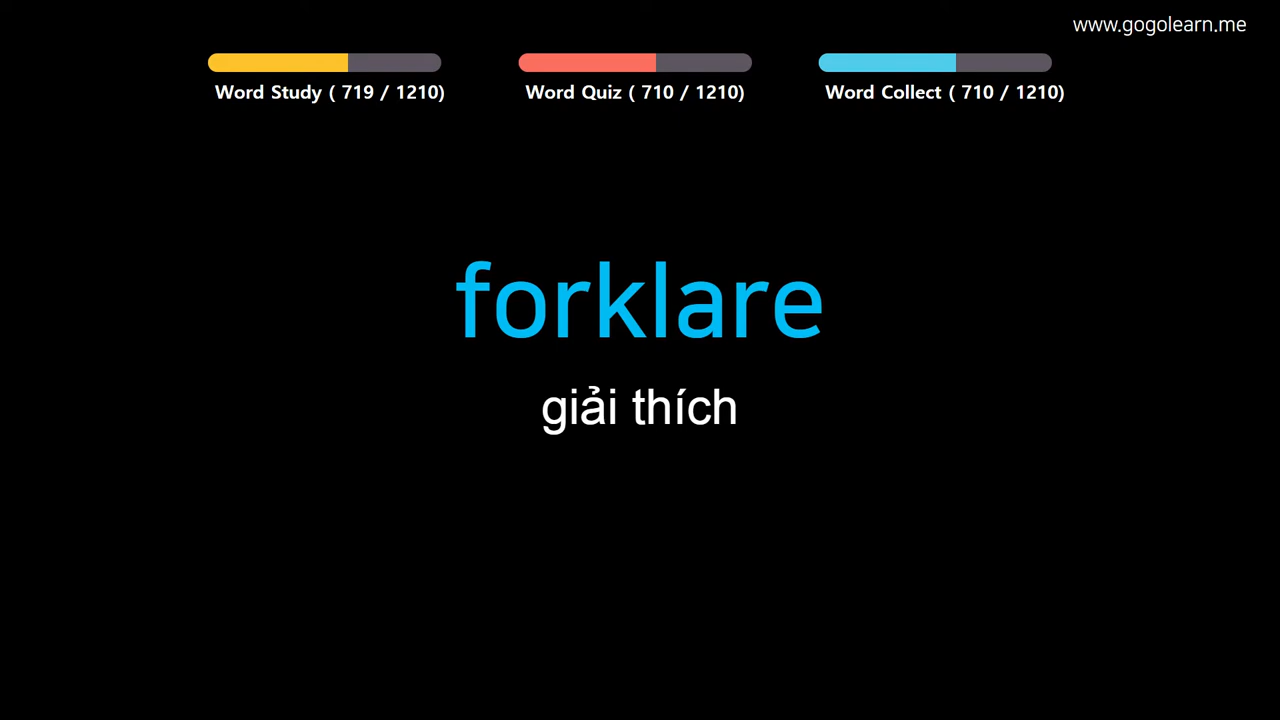 www.gogolearn.me
Word Study ( 719 / 1210)
Word Quiz ( 710 / 1210)
Word Collect ( 710 / 1210)
forklare
giải thích